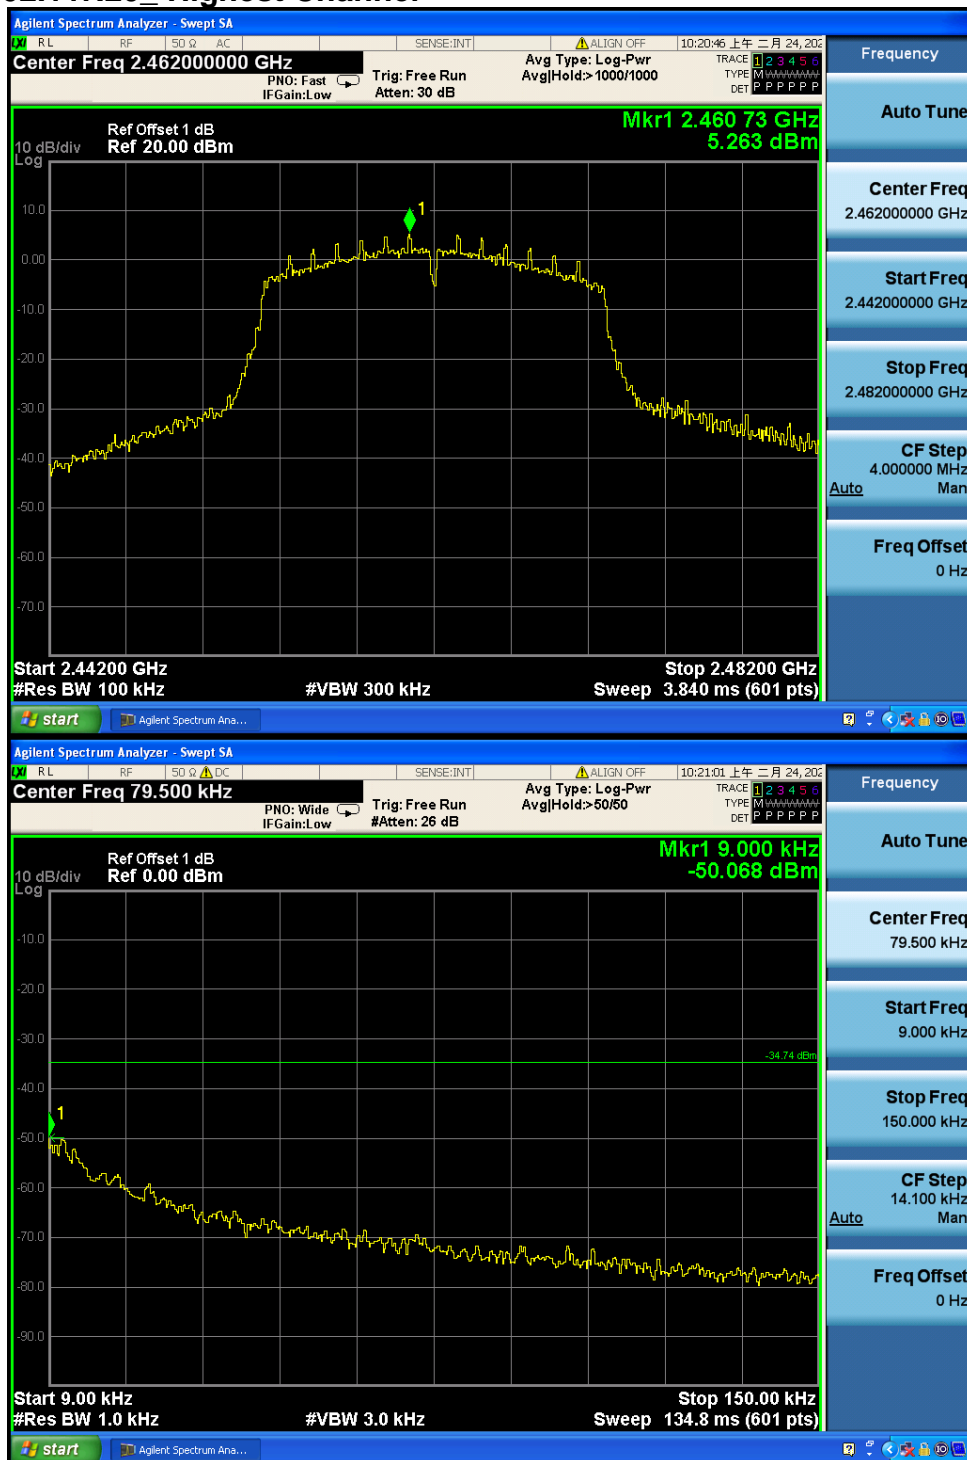 Highest Channel
Agilent Spectrum Analyzer - Swept SA
LXI RL RF 50 Ω AC SENSE:INT ALIGN OFF 10:20:46 上午 二月 24, 202
Center Freq 2.462000000 GHz
PNO: Fast
IFGain:Low
Trig: Free Run
Atten: 30 dB
Avg Type: Log-Pwr
Avg|Hold:>1000/1000
TRACE 1 2 3 4 5 6
TYPE M WWWWWW
DET P P P P P P
Ref Offset 1 dB
10 dB/div Ref 20.00 dBm
Log
Mkr1 2.460 73 GHz
5.263 dBm
1
10.0
0.00
-10.0
-20.0
-30.0
-40.0
-50.0
-60.0
-70.0
Start 2.44200 GHz
Stop 2.48200 GHz
#Res BW 100 kHz
#VBW 300 kHz
Sweep 3.840 ms (601 pts)
Frequency
Auto Tune
Center Freq
2.462000000 GHz
Start Freq
2.442000000 GHz
Stop Freq
2.482000000 GHz
CF Step
4.000000 MHz
Auto Man
Freq Offset
0 Hz
start Agilent Spectrum Ana...
Agilent Spectrum Analyzer - Swept SA
LXI RL RF 50 Ω DC SENSE:INT ALIGN OFF 10:21:01 上午 二月 24, 202
Center Freq 79.500 kHz
PNO: Wide
IFGain:Low
Trig: Free Run
#Atten: 26 dB
Avg Type: Log-Pwr
Avg|Hold:>50/50
TRACE 1 2 3 4 5 6
TYPE M WWWWWW
DET P P P P P P
Ref Offset 1 dB
10 dB/div Ref 0.00 dBm
Log
Mkr1 9.000 kHz
-50.068 dBm
-34.74 dBm
1
-10.0
-20.0
-30.0
-40.0
-50.0
-60.0
-70.0
-80.0
-90.0
Start 9.00 kHz
Stop 150.00 kHz
#Res BW 1.0 kHz
#VBW 3.0 kHz
Sweep 134.8 ms (601 pts)
Frequency
Auto Tune
Center Freq
79.500 kHz
Start Freq
9.000 kHz
Stop Freq
150.000 kHz
CF Step
14.100 kHz
Auto Man
Freq Offset
0 Hz
start Agilent Spectrum Ana...